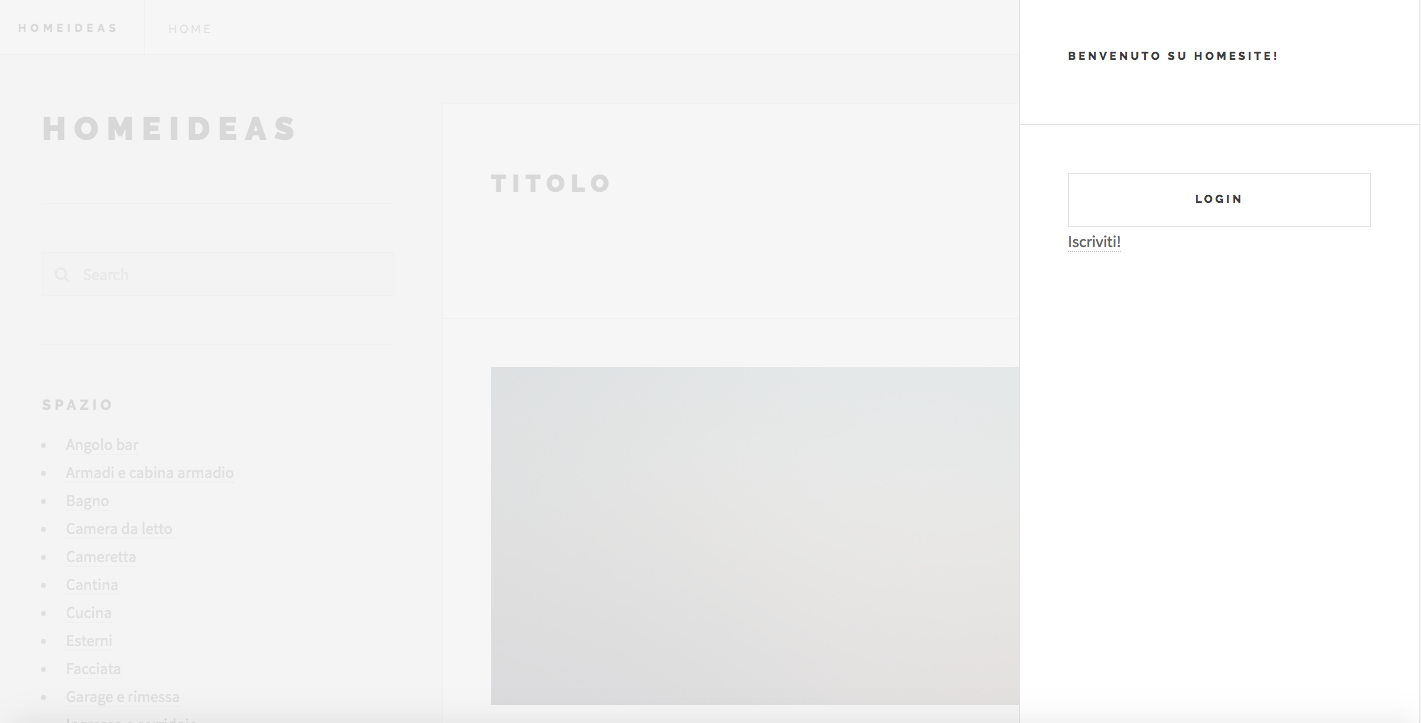 HOMEIDEAS
HOME
HOMEIDEAS
Search
SPAZIO
Angolo bar
Armadi e cabina armadio
Bagno
Camera da letto
Cameretta
Cantina
Cucina
Esterni
Facciata
Garage e rimessa
TITOLO
BENVENUTO SU HOMESITE!
LOGIN
Iscriviti!